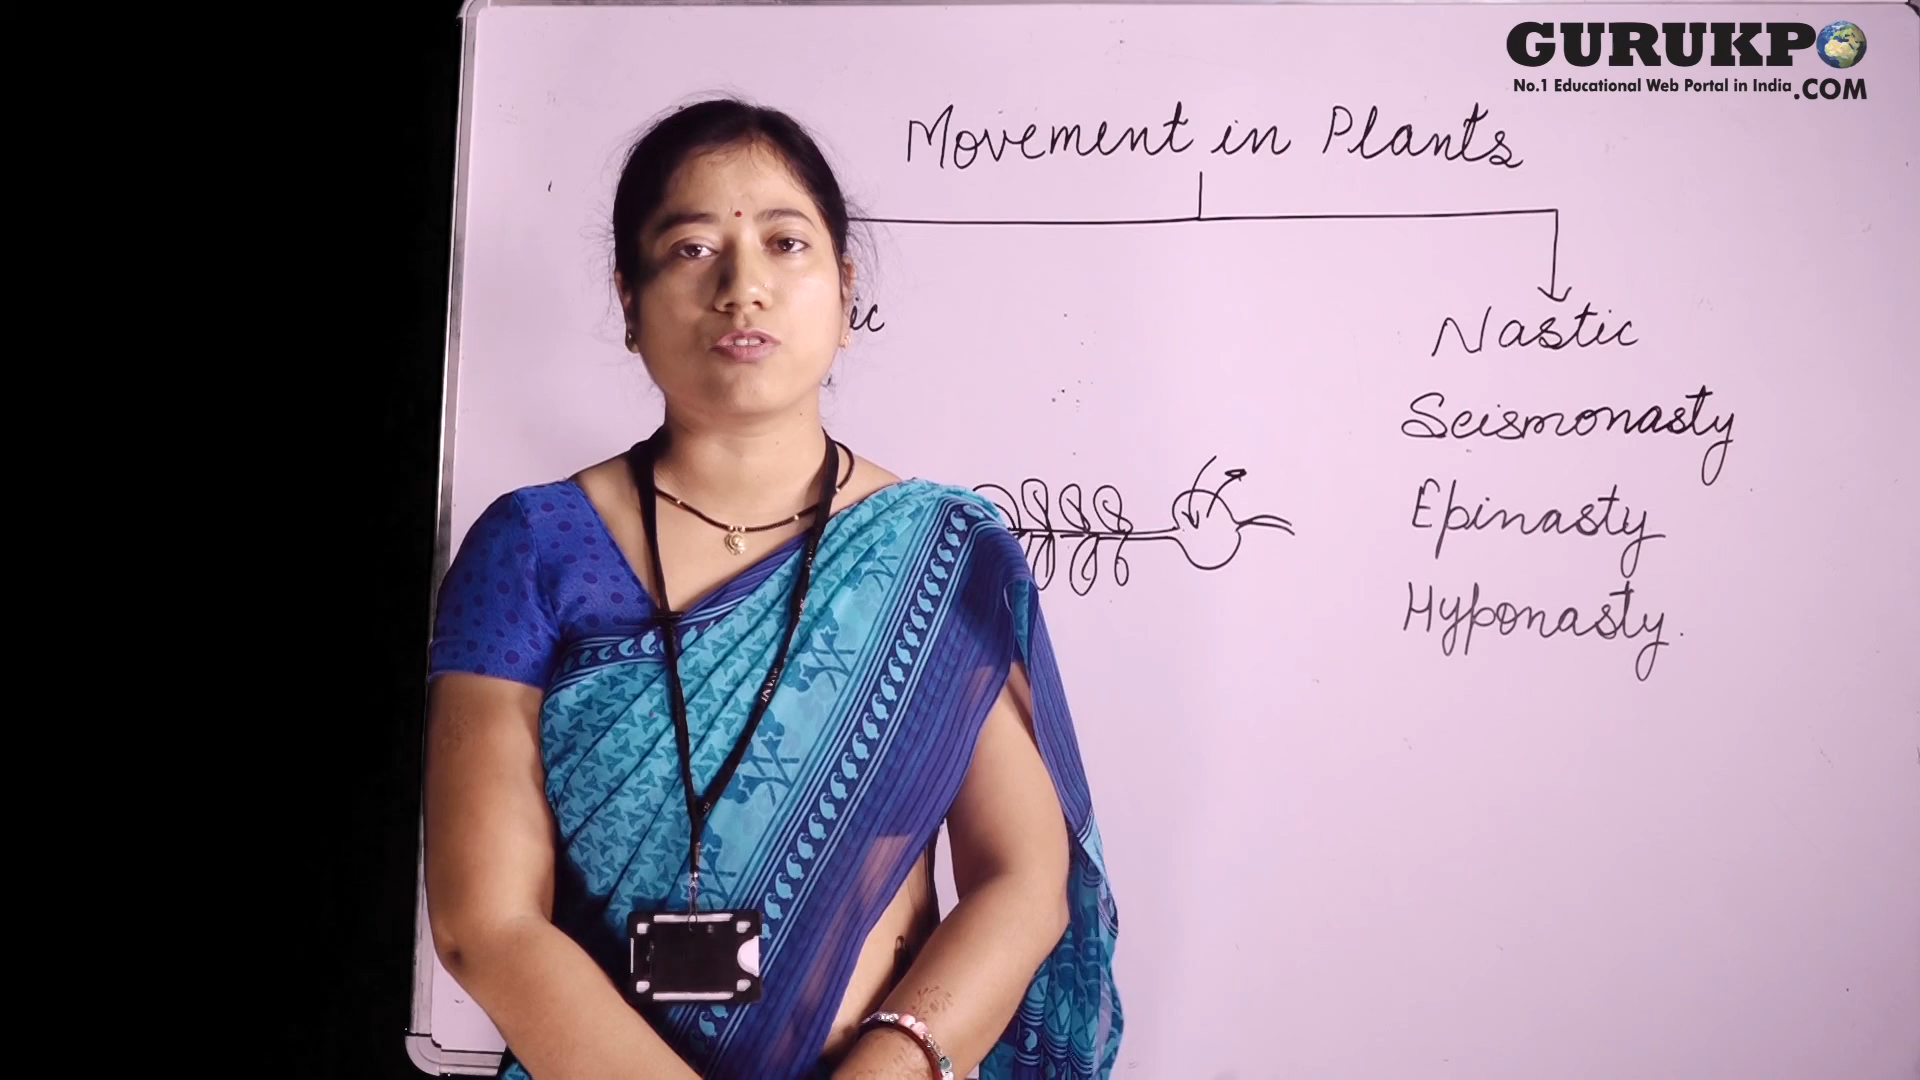 GURUKPO
No.1 Educational Web Portal in India .COM
Movement in Plants
Nastic
Seismonasty
Epinasty
Hyponasty.